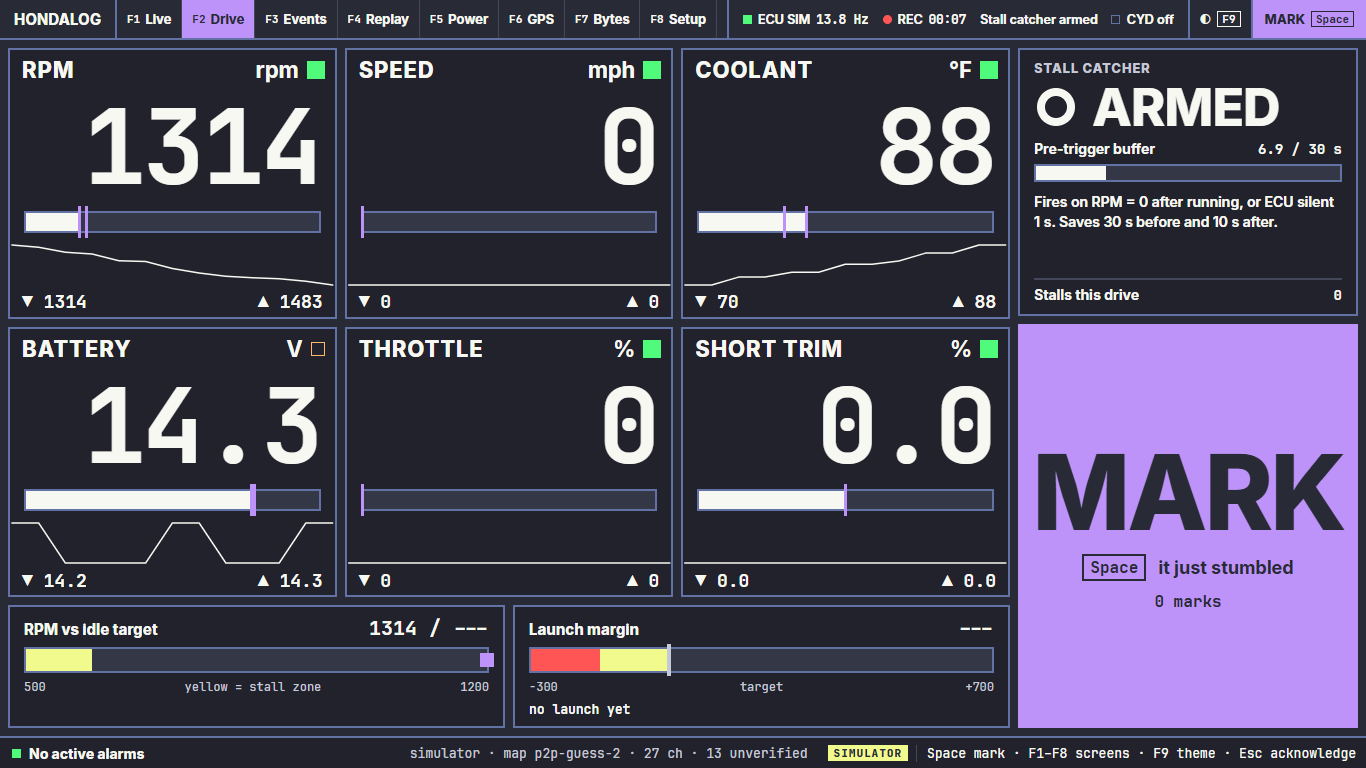 HONDALOG F1 Live F2 Drive F3 Events F4 Replay F5 Power F6 GPS F7 Bytes F8 Setup ECU SIM 13.8 Hz REC 00:07 Stall catcher armed CYD off F9 MARK Space
RPM rpm
1314
▼ 1314 ▲ 1483
SPEED mph
0
▼ 0 ▲ 0
COOLANT °F
88
▼ 70 ▲ 88
STALL CATCHER
ARMED
Pre-trigger buffer 6.9 / 30 s
Fires on RPM = 0 after running, or ECU silent
1 s. Saves 30 s before and 10 s after.
Stalls this drive 0
BATTERY V
14.3
▼ 14.2 ▲ 14.3
THROTTLE %
0
▼ 0 ▲ 0
SHORT TRIM %
0.0
▼ 0.0 ▲ 0.0
MARK
Space it just stumbled
0 marks
RPM vs Idle target 1314 / ---
500 yellow = stall zone 1200
Launch margin ---
-300 target +700
no launch yet
No active alarms simulator · map p2p-guess-2 · 27 ch · 13 unverified SIMULATOR Space mark · F1-F8 screens · F9 theme · Esc acknowledge